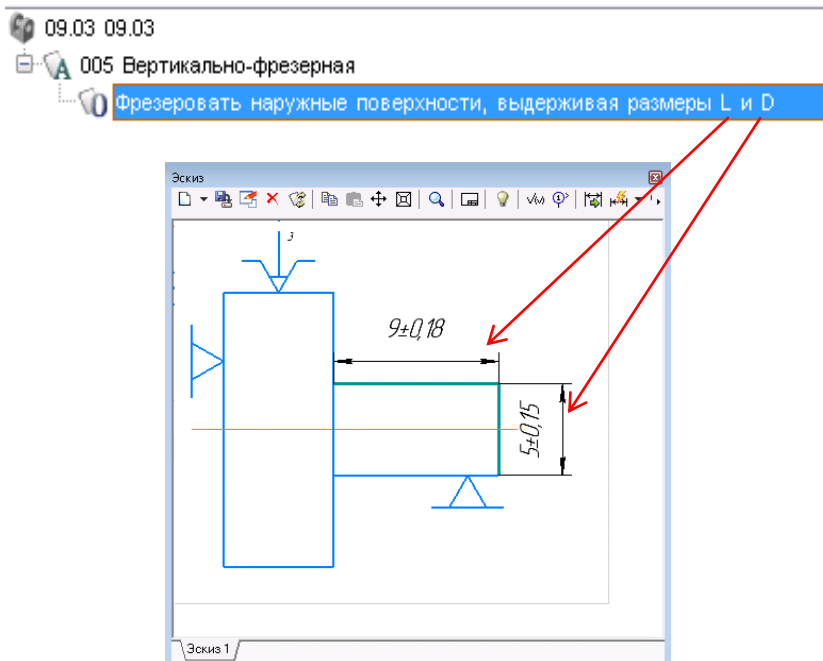 09.03 09.03
005 Вертикально-фрезерная
Фрезеровать наружные поверхности, выдерживая размеры L и D
Эскиз
3
9±0,18
5±0,15
Эскиз 1